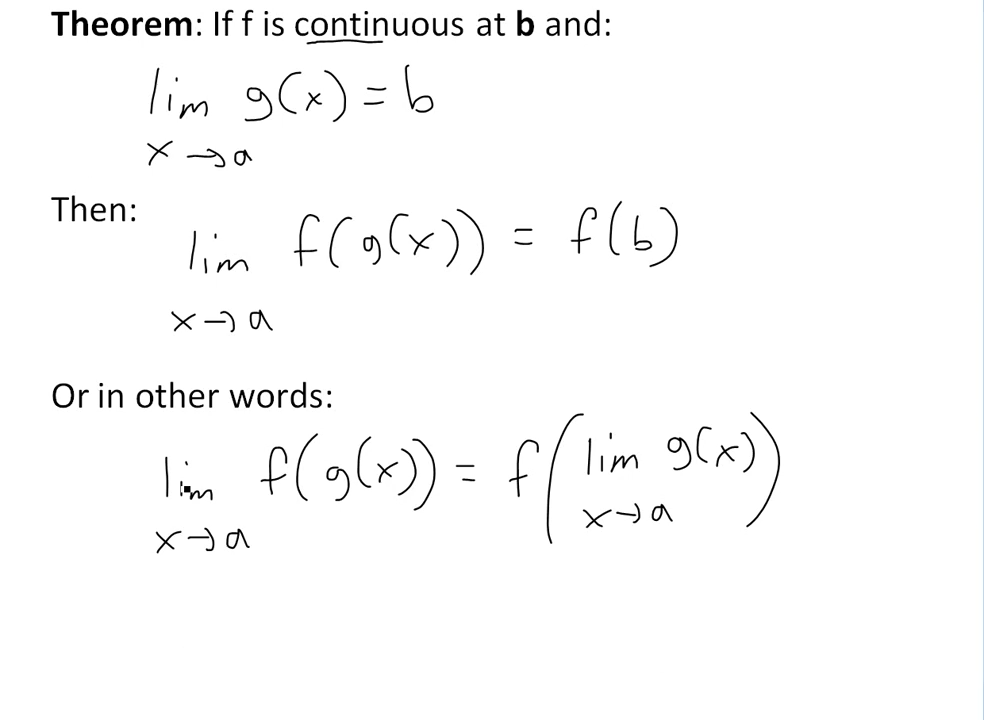 Theorem: If f is continuous at b and:
lim g(x) = b
x → a
Then:
lim f(g(x)) = f(b)
x → a
Or in other words:
lim f(g(x)) = f(lim g(x))
x → a x → a